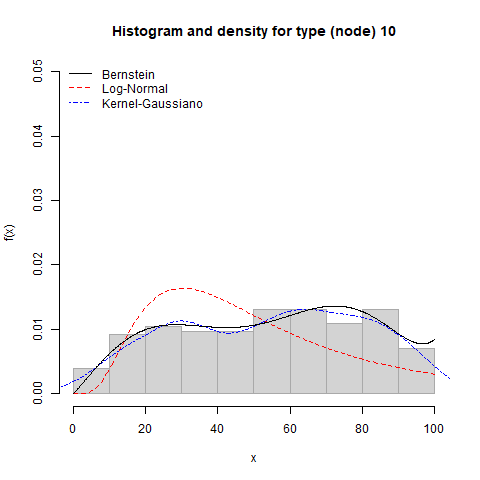 Histogram and density for type (node) 10
Bernstein
Log-Normal
Kernel-Gaussiano
f(x)
0.05
0.04
0.03
0.02
0.01
0.00
0 20 40 60 80 100
x